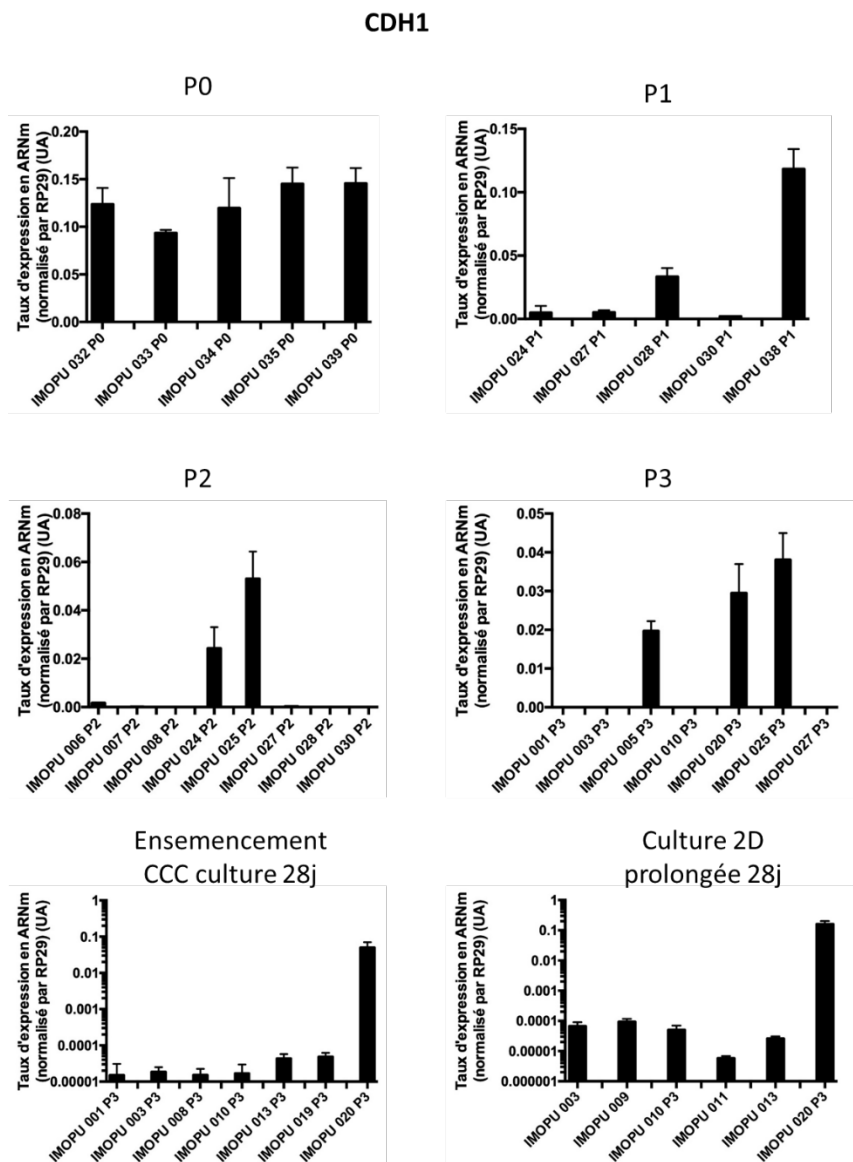 CDH1
P0
Taux d'expression en ARNm
(normalisé par RP29) (UA)
0.20
0.15
0.10
0.05
0.00
IMOPU 032 P0
IMOPU 033 P0
IMOPU 034 P0
IMOPU 035 P0
IMOPU 039 P0
P1
Taux d'expression en ARNm
(normalisé par RP29) (UA)
0.15
0.10
0.05
0.00
IMOPU 024 P1
IMOPU 027 P1
IMOPU 028 P1
IMOPU 030 P1
IMOPU 038 P1
P2
Taux d'expression en ARNm
(normalisé par RP29) (UA)
0.08
0.06
0.04
0.02
0.00
IMOPU 006 P2
IMOPU 007 P2
IMOPU 008 P2
IMOPU 024 P2
IMOPU 025 P2
IMOPU 027 P2
IMOPU 028 P2
IMOPU 030 P2
P3
Taux d'expression en ARNm
(normalisé par RP29) (UA)
0.05
0.04
0.03
0.02
0.01
0.00
IMOPU 001 P3
IMOPU 003 P3
IMOPU 005 P3
IMOPU 010 P3
IMOPU 020 P3
IMOPU 025 P3
IMOPU 027 P3
Ensemencement
CCC culture 28j
Taux d'expression en ARNm
(normalisé par RP29) (UA)
1
0.1
0.01
0.0001
0.0001
0.00001
IMOPU 001 P3
IMOPU 003 P3
IMOPU 008 P3
IMOPU 010 P3
IMOPU 013 P3
IMOPU 019 P3
IMOPU 020 P3
Culture 2D
prolongée 28j
Taux d'expression en ARNm
(normalisé par RP29) (UA)
1
0.1
0.01
0.0001
0.0001
0.00001
0.000001
IMOPU 003
IMOPU 009
IMOPU 010 P3
IMOPU 011
IMOPU 013
IMOPU 020 P3